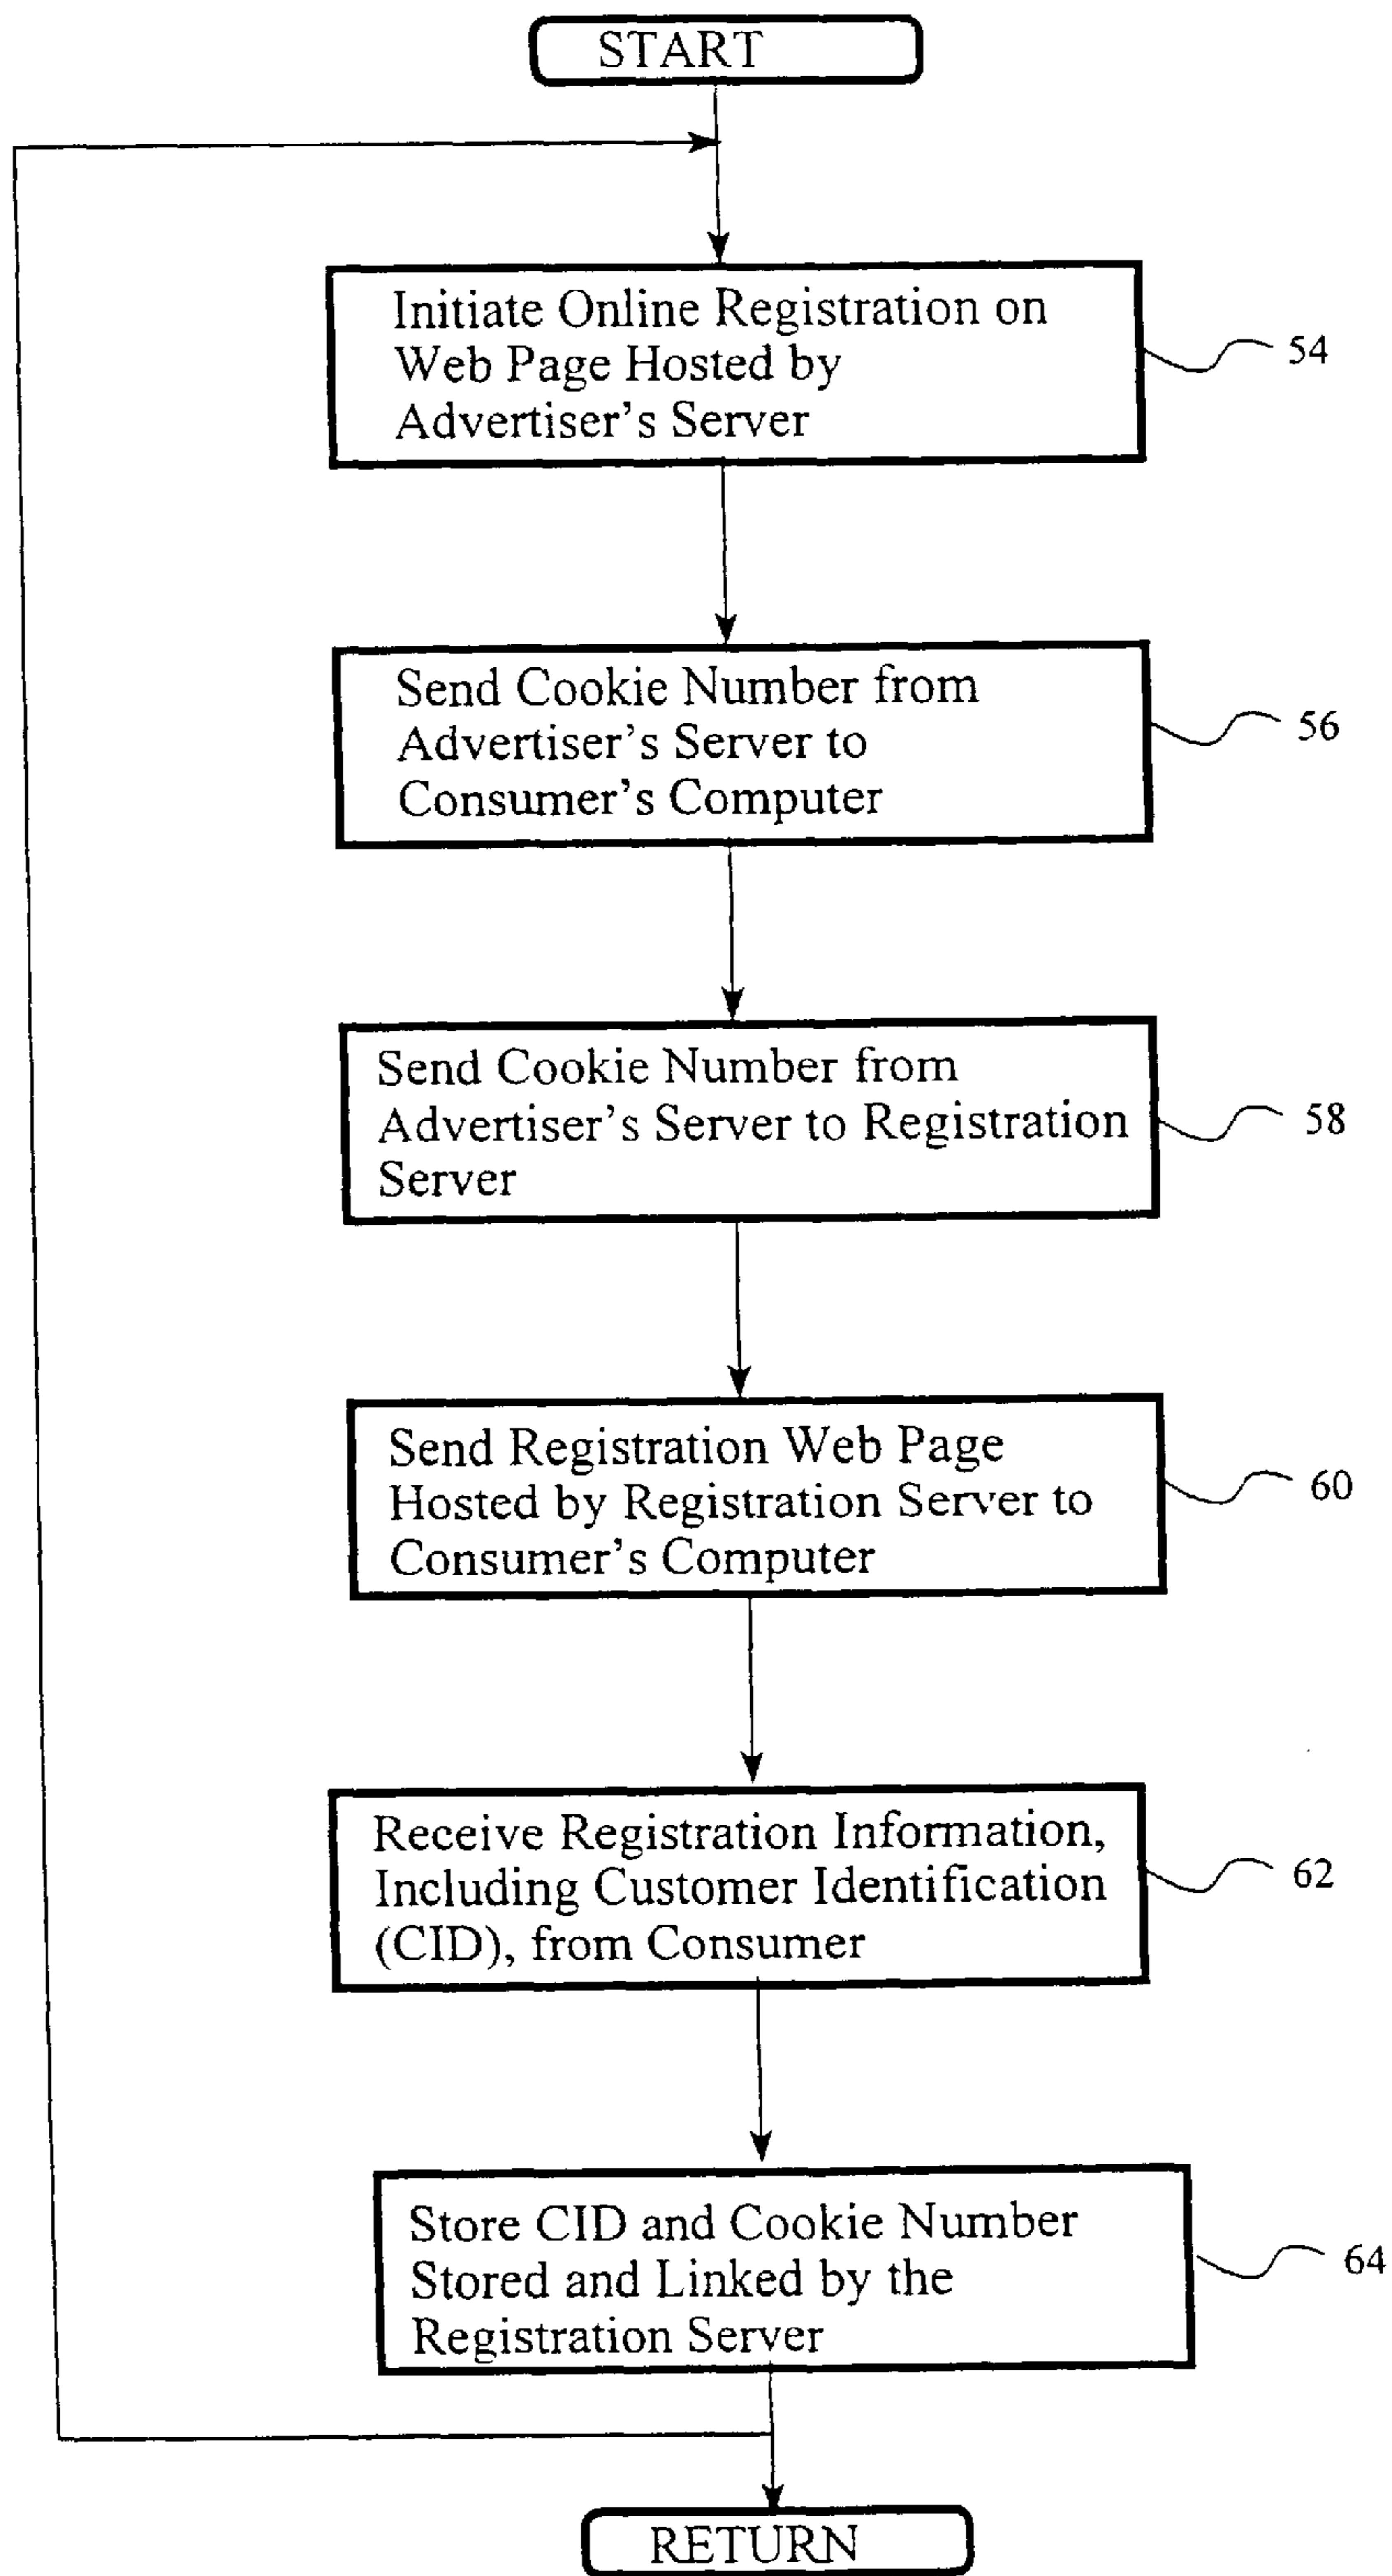 START
Initiate Online Registration on
Web Page Hosted by
Advertiser's Server
54
Send Cookie Number from
Advertiser's Server to
Consumer's Computer
56
Send Cookie Number from
Advertiser's Server to Registration
Server
58
Send Registration Web Page
Hosted by Registration Server to
Consumer's Computer
60
Receive Registration Information,
Including Customer Identification
(CID), from Consumer
62
Store CID and Cookie Number
Stored and Linked by the
Registration Server
64
RETURN